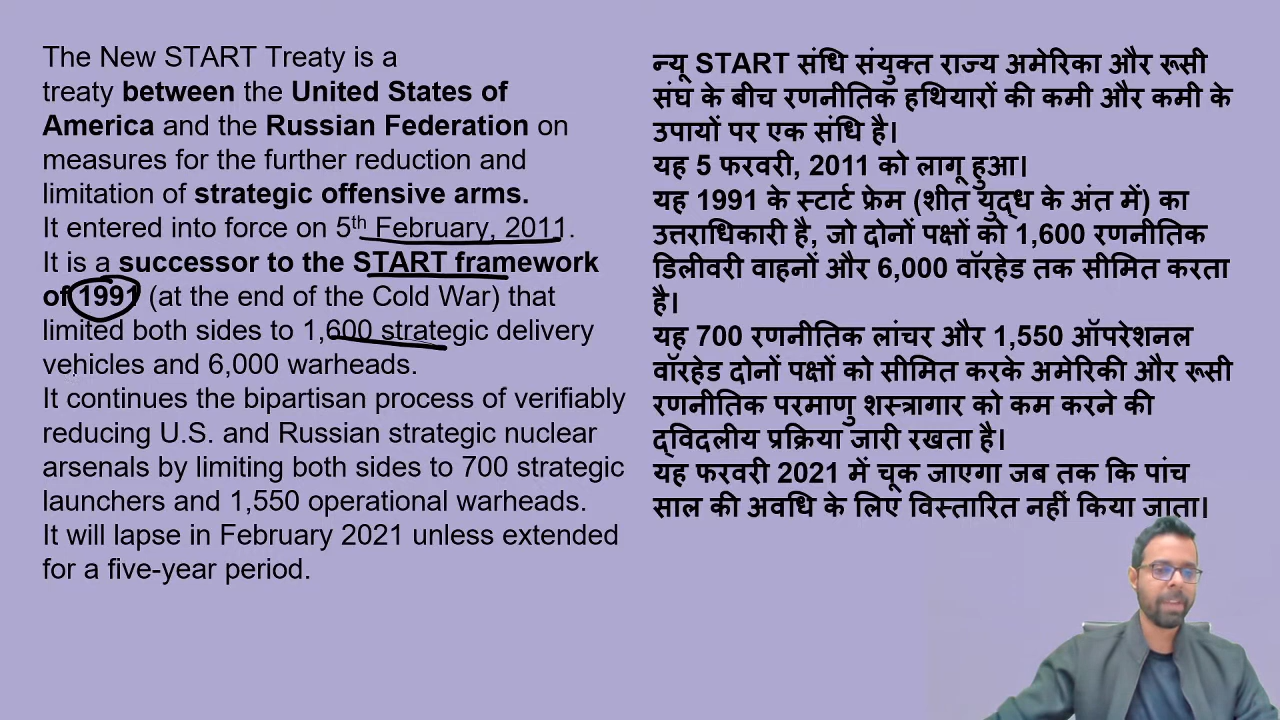 The New START Treaty is a
treaty between the United States of
America and the Russian Federation on
measures for the further reduction and
limitation of strategic offensive arms.
It entered into force on 5th February, 2011.
It is a successor to the START framework
of 1991 (at the end of the Cold War) that
limited both sides to 1,600 strategic delivery
vehicles and 6,000 warheads.
It continues the bipartisan process of verifiably
reducing U.S. and Russian strategic nuclear
arsenals by limiting both sides to 700 strategic
launchers and 1,550 operational warheads.
It will lapse in February 2021 unless extended
for a five-year period.
न्यू START संधि संयुक्त राज्य अमेरिका और रूसी
संघ के बीच रणनीतिक हथियारों की कमी और कमी के
उपायों पर एक संधि है।
यह 5 फरवरी, 2011 को लागू हुआ।
यह 1991 के स्टार्ट फ्रेम (शीत युद्ध के अंत में) का
उत्तराधिकारी है, जो दोनों पक्षों को 1,600 रणनीतिक
डिलीवरी वाहनों और 6,000 वॉरहेड तक सीमित करता
है।
यह 700 रणनीतिक लांचर और 1,550 ऑपरेशनल
वॉरहेड दोनों पक्षों को सीमित करके अमेरिकी और रूसी
रणनीतिक परमाणु शस्त्रागार को कम करने की
द्विदलीय प्रक्रिया जारी रखता है।
यह फरवरी 2021 में चूक जाएगा जब तक कि पांच
साल की अवधि के लिए विस्तारित नहीं किया जाता।